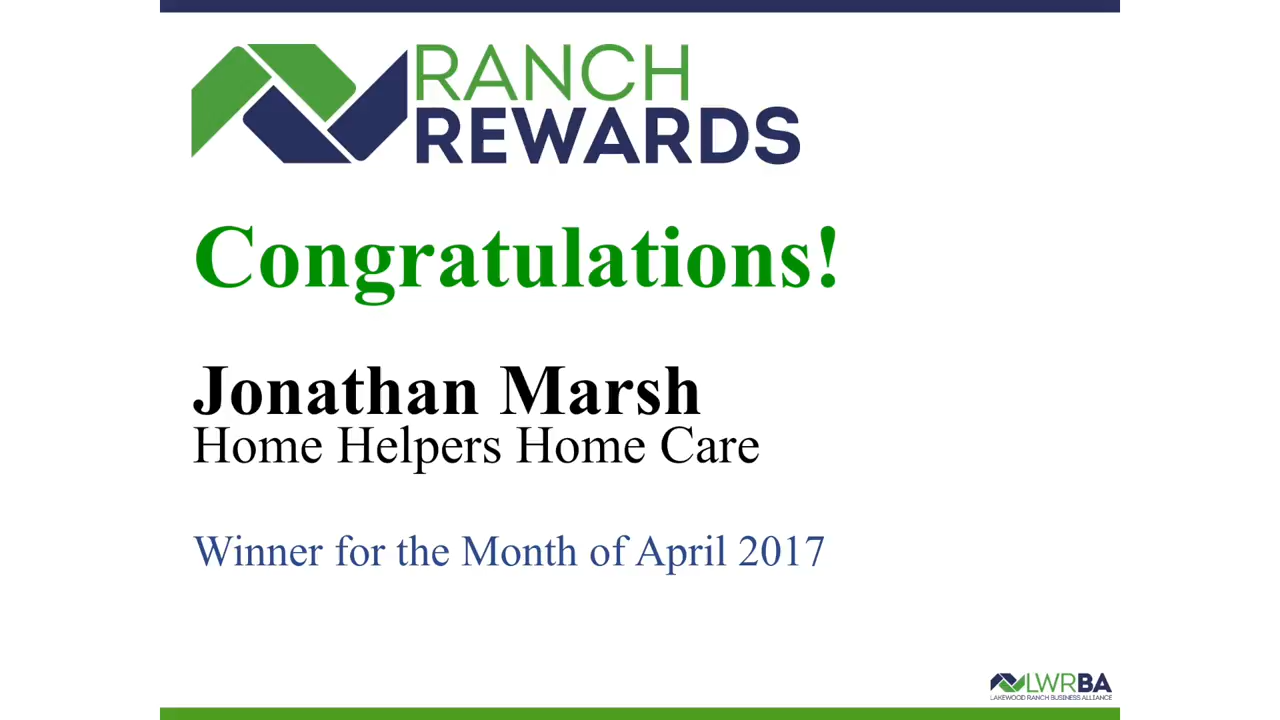 RANCH
REWARDS
Congratulations!
Jonathan Marsh
Home Helpers Home Care
Winner for the Month of April 2017
LWRBA
LAKEWOOD RANCH BUSINESS ALLIANCE